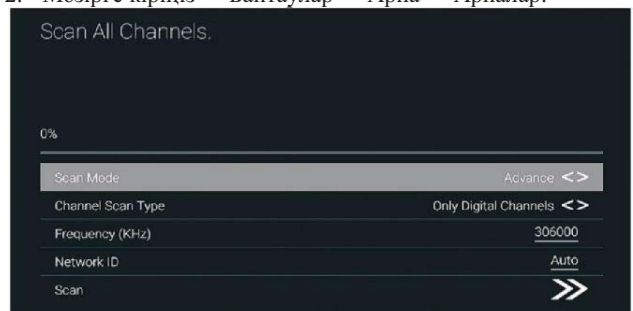 Scan All Channels.
0%
Scan Mode Advance <>
Channel Scan Type Only Digital Channels <>
Frequency (KHz) 306000
Network ID Auto
Scan >>